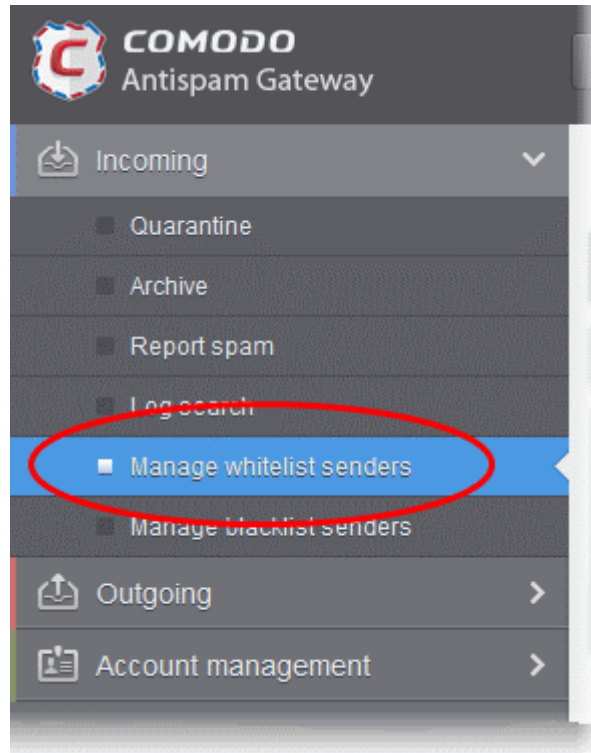 COMODO
Antispam Gateway
Incoming
Quarantine
Archive
Report spam
Log search
Manage whitelist senders
Manage blacklist senders
Outgoing
Account management